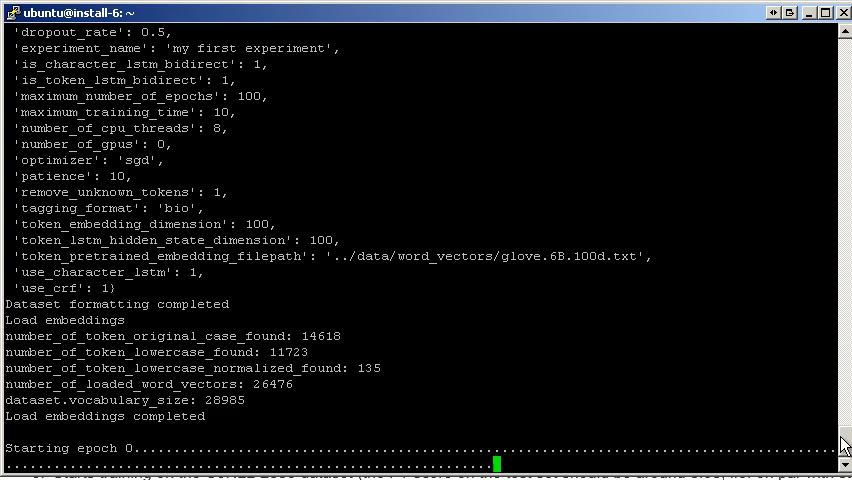 ubuntu@install-6: ~
'dropout_rate': 0.5,
'experiment_name': 'my first experiment',
'is_character_lstm_bidirect': 1,
'is_token_lstm_bidirect': 1,
'maximum_number_of_epochs': 100,
'maximum_training_time': 10,
'number_of_cpu_threads': 8,
'number_of_gpus': 0,
'optimizer': 'sgd',
'patience': 10,
'remove_unknown_tokens': 1,
'tagging_format': 'bio',
'token_embedding_dimension': 100,
'token_lstm_hidden_state_dimension': 100,
'token_pretrained_embedding_filepath': '../data/word_vectors/glove.6B.100d.txt',
'use_character_lstm': 1,
'use_crf': 1}
Dataset formatting completed
Load embeddings
number_of_token_original_case_found: 14618
number_of_token_lowercase_found: 11723
number_of_token_lowercase_normalized_found: 135
number_of_loaded_word_vectors: 26476
dataset.vocabulary_size: 28985
Load embeddings completed
Starting epoch 0........................................................................................
.............................................................